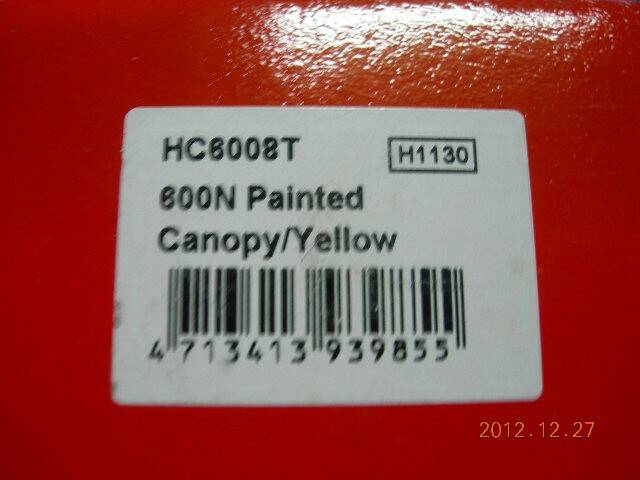 HC6008T
H1130
600N Painted
Canopy/Yellow
4 713413 939855
2012.12.27